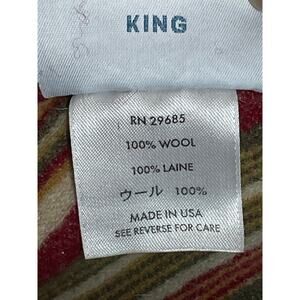 KING
RN 29685
100% WOOL
100% LAINE
ウール 100%
MADE IN USA
SEE REVERSE FOR CARE